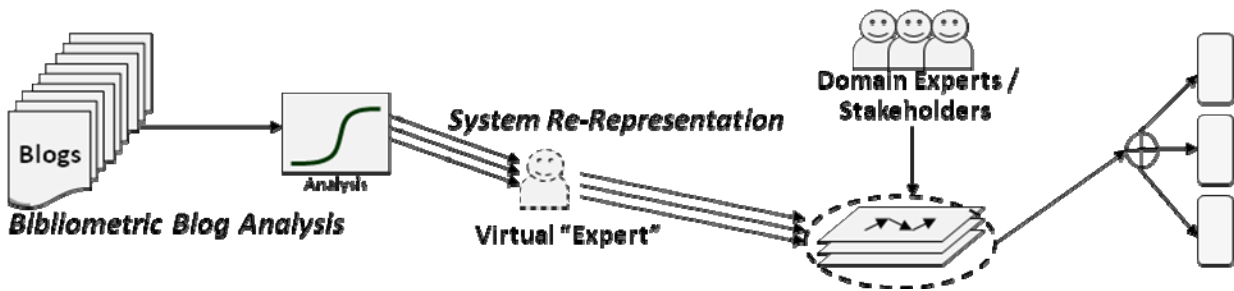 Blogs
Bibliometric Blog Analysis
Analysis
System Re-Representation
Virtual "Expert"
Domain Experts /
Stakeholders